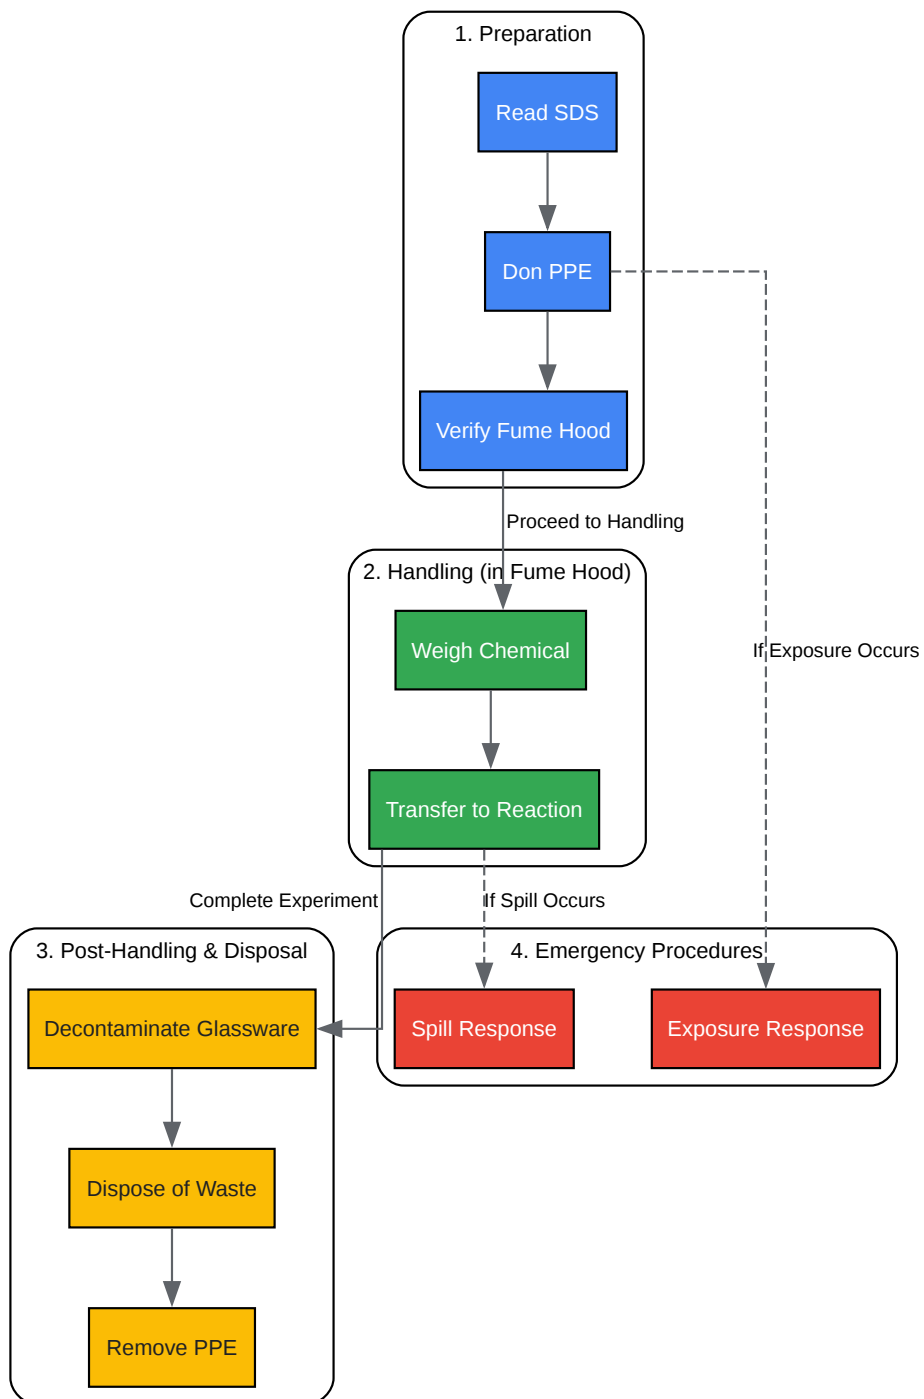 1. Preparation
Read SDS
Don PPE
Verify Fume Hood
Proceed to Handling
2. Handling (in Fume Hood)
Weigh Chemical
If Exposure Occurs
Transfer to Reaction
Complete Experiment
If Spill Occurs
3. Post-Handling & Disposal
4. Emergency Procedures
Decontaminate Glassware
Spill Response
Exposure Response
Dispose of Waste
Remove PPE